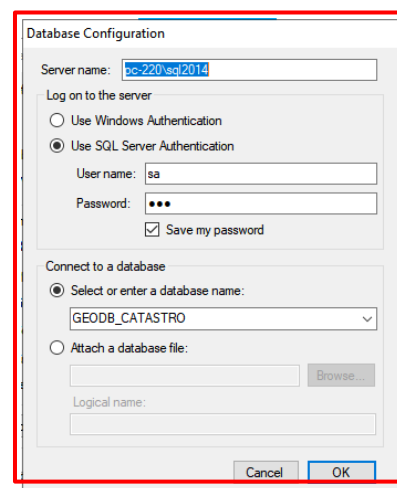 Database Configuration
Server name: pc-220\sql2014
Log on to the server
Use Windows Authentication
Use SQL Server Authentication
User name: sa
Password: •••
Save my password
Connect to a database
Select or enter a database name:
GEODB_CATASTRO
Attach a database file:
Browse...
Logical name:
Cancel OK